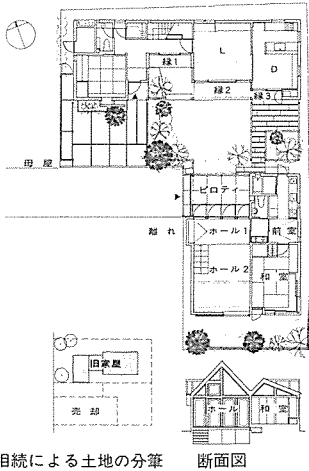 L
D
縁1
縁2
縁3
母屋
ピロティ
離れ
ホール1
前室
ホール2
和室
旧家屋
売却
ホール
和室
相続による土地の分筆
断面図